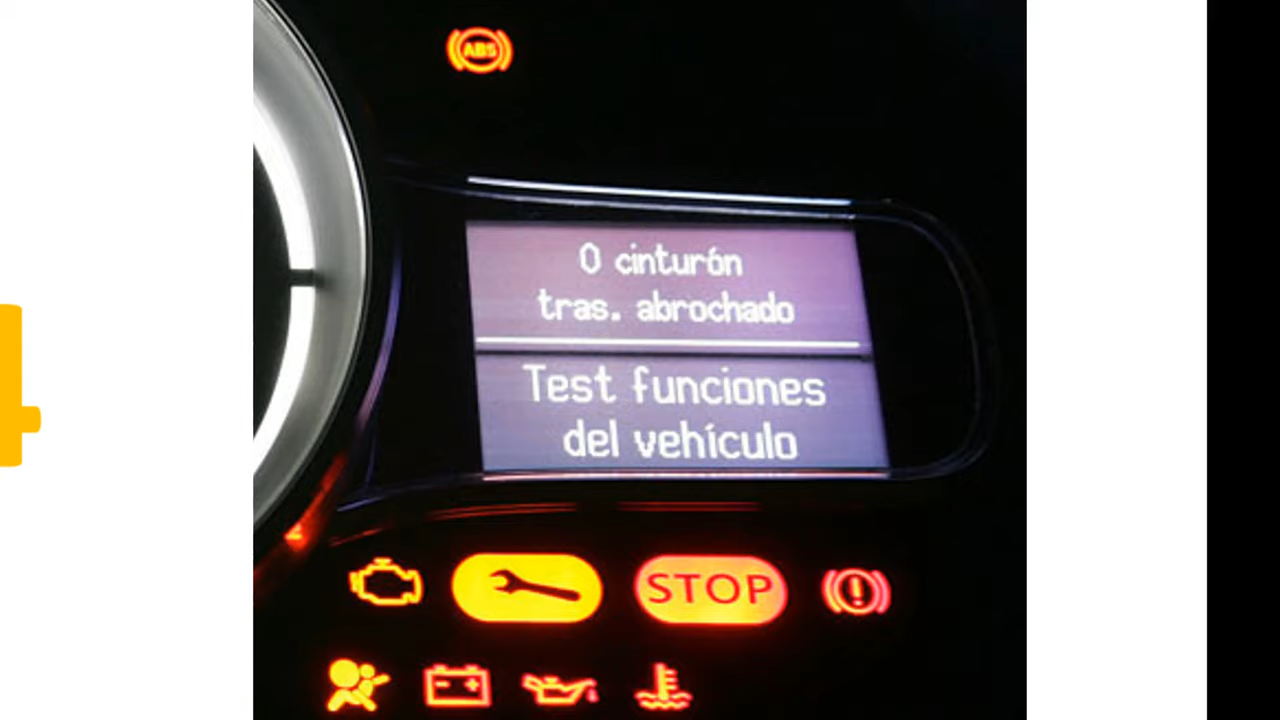 ABS
0 cinturón
tras. abrochado
Test funciones
del vehículo
STOP